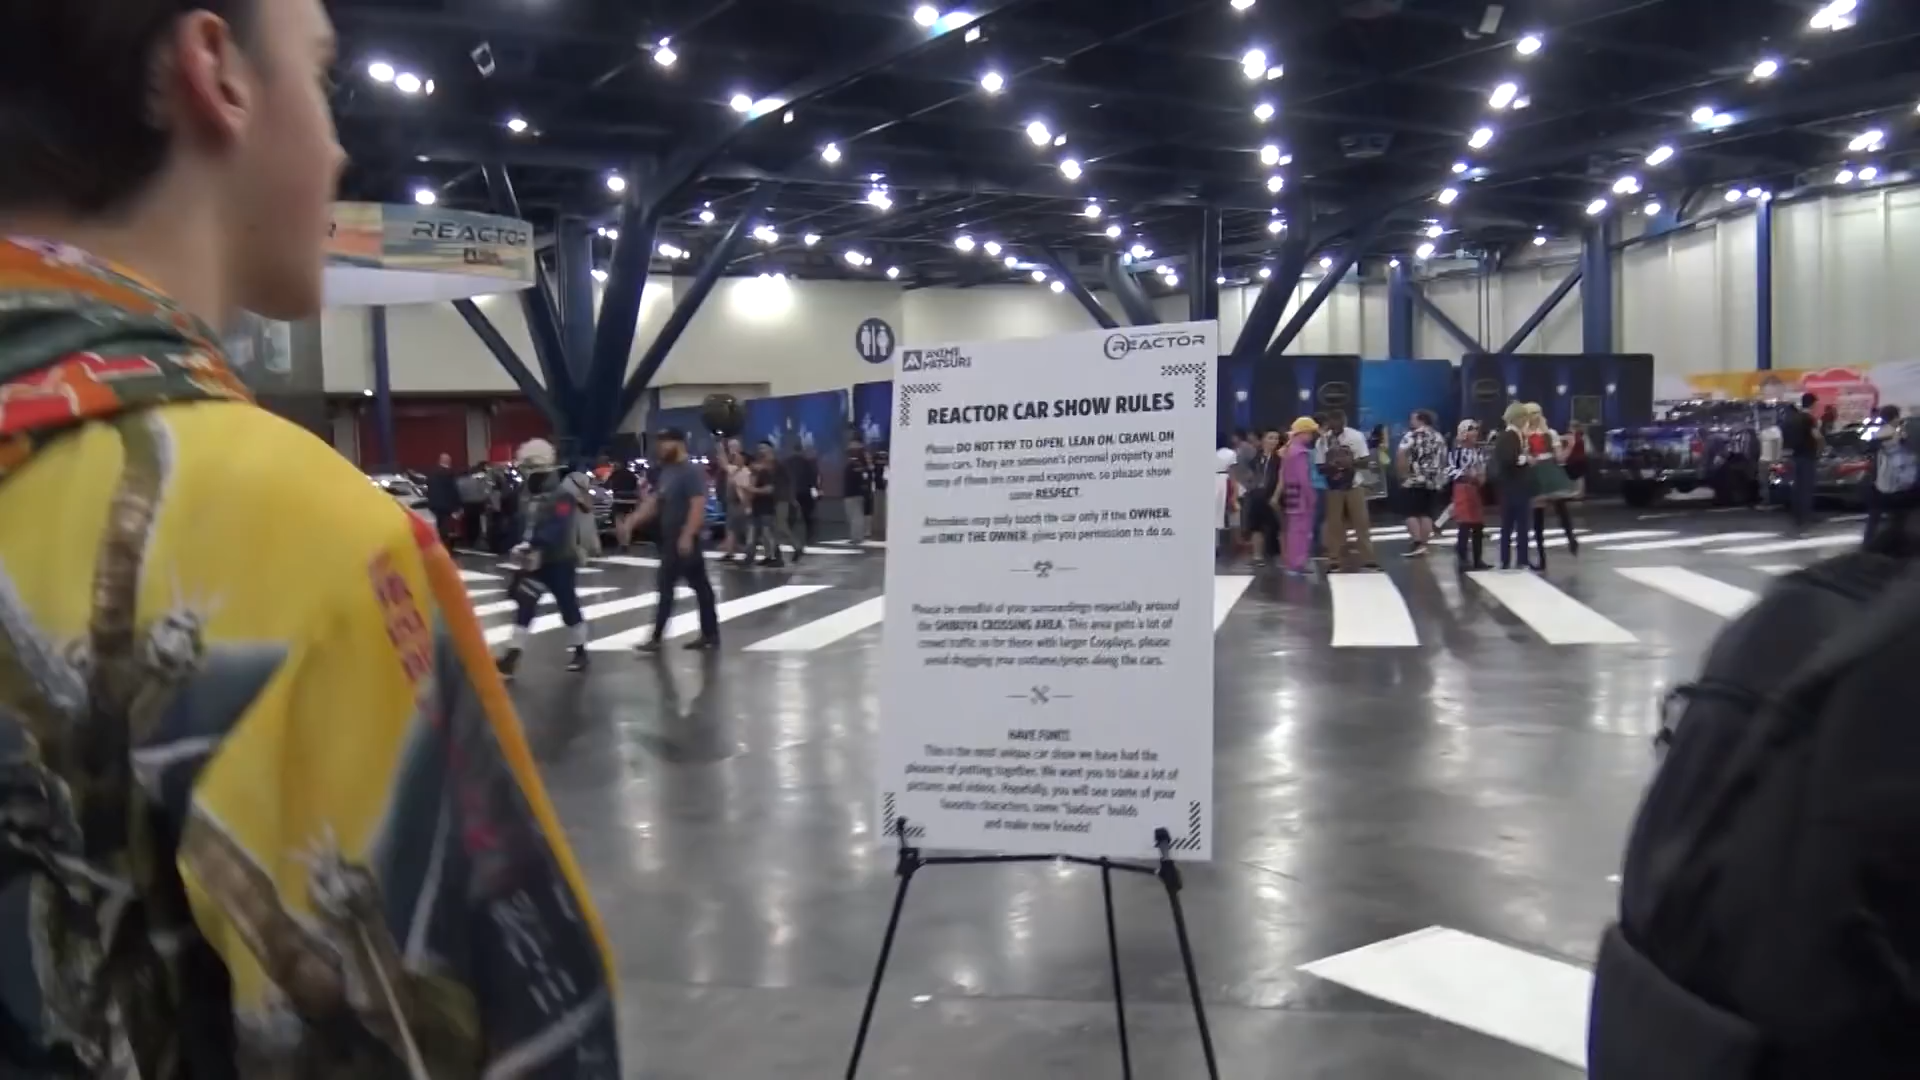 REACTOR
ANIME
MATSURI
REACTOR
REACTOR CAR SHOW RULES
Please DO NOT TRY TO OPEN, LEAN ON, CRAWL ON
these cars. They are someone's personal property and
many of them are rare and expensive, so please show
some RESPECT.
Attendees may only touch the car only if the OWNER,
and ONLY THE OWNER, gives you permission to do so.
Please be mindful of your surroundings especially around
the SHIBUYA CROSSING AREA. This area gets a lot of
crowd traffic so for those with larger Cosplays, please
avoid dragging your costume/props along the cars.
HAVE FUN!!!
This is the most unique car show we have had the
pleasure of putting together. We want you to take a lot of
pictures and videos. Hopefully, you will see some of your
favorite characters, some "badass" builds
and make new friends!